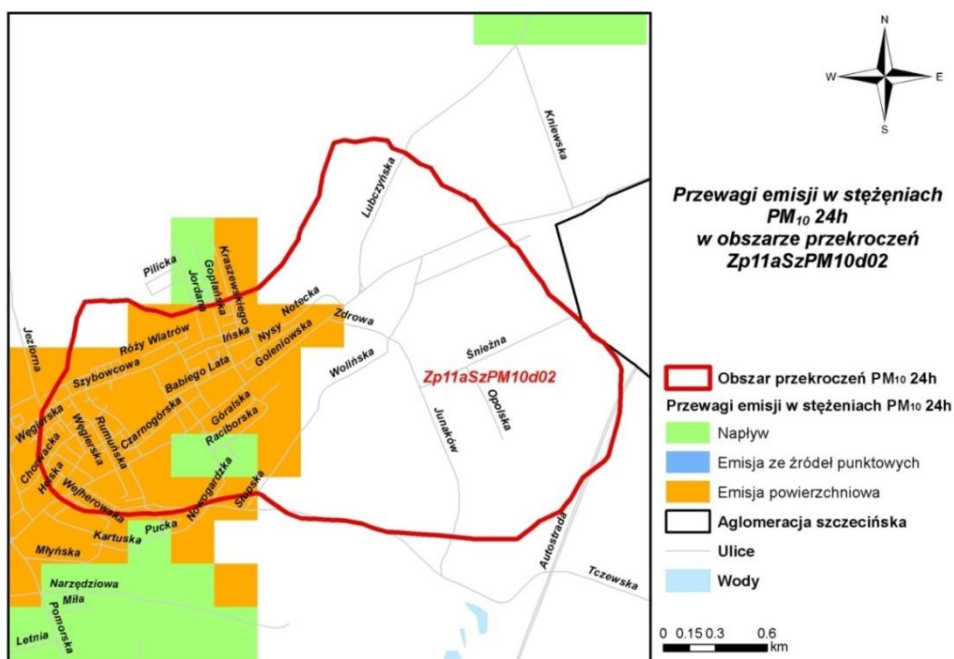 N
W
E
S
Przewagi emisji w stężeniach
PM₁₀ 24h
w obszarze przekroczeń
Zp11aSzPM10d02
Obszar przekroczeń PM₁₀ 24h
Przewagi emisji w stężeniach PM₁₀ 24h
Napływ
Emisja ze źródeł punktowych
Emisja powierzchniowa
Aglomeracja szczecińska
Ulice
Wody
0 0.15 0.3 0.6
km
Kniewska
Lubczyńska
Pilicka
Jordana
Goplańska
Kraszewskiego
Notecka
Zdrowa
Jeziorna
Róży Wiatrów
Ińska
Nysy
Goleniowska
Wolińska
Śnieżna
Szybowcowa
Babiego Lata
Zp11aSzPM10d02
Opolska
Junaków
Węgierska
Czarnogórska
Góralska
Raciborska
Rumuńska
Węgierska
Chorwacka
Helska
Wejherowska
Nowogardzka
Słupska
Pucka
Kartuska
Młyńska
Autostrada
Tczewska
Narzędziowa
Miła
Pomorska
Letnia